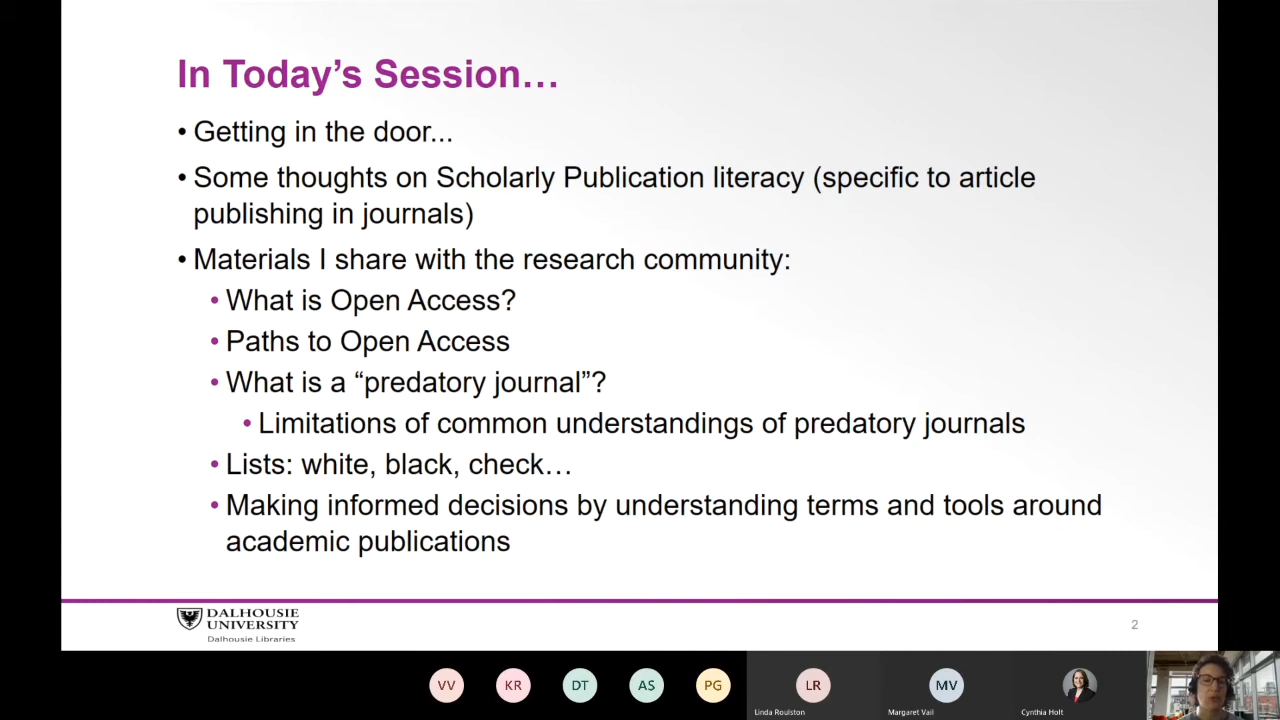 In Today’s Session…
• Getting in the door...
• Some thoughts on Scholarly Publication literacy (specific to article
publishing in journals)
• Materials I share with the research community:
• What is Open Access?
• Paths to Open Access
• What is a “predatory journal”?
• Limitations of common understandings of predatory journals
• Lists: white, black, check…
• Making informed decisions by understanding terms and tools around
academic publications
DALHOUSIE
UNIVERSITY
Dalhousie Libraries
2
VV KR DT AS PG LR MV
Linda Roulston Margaret Vail Cynthia Holt